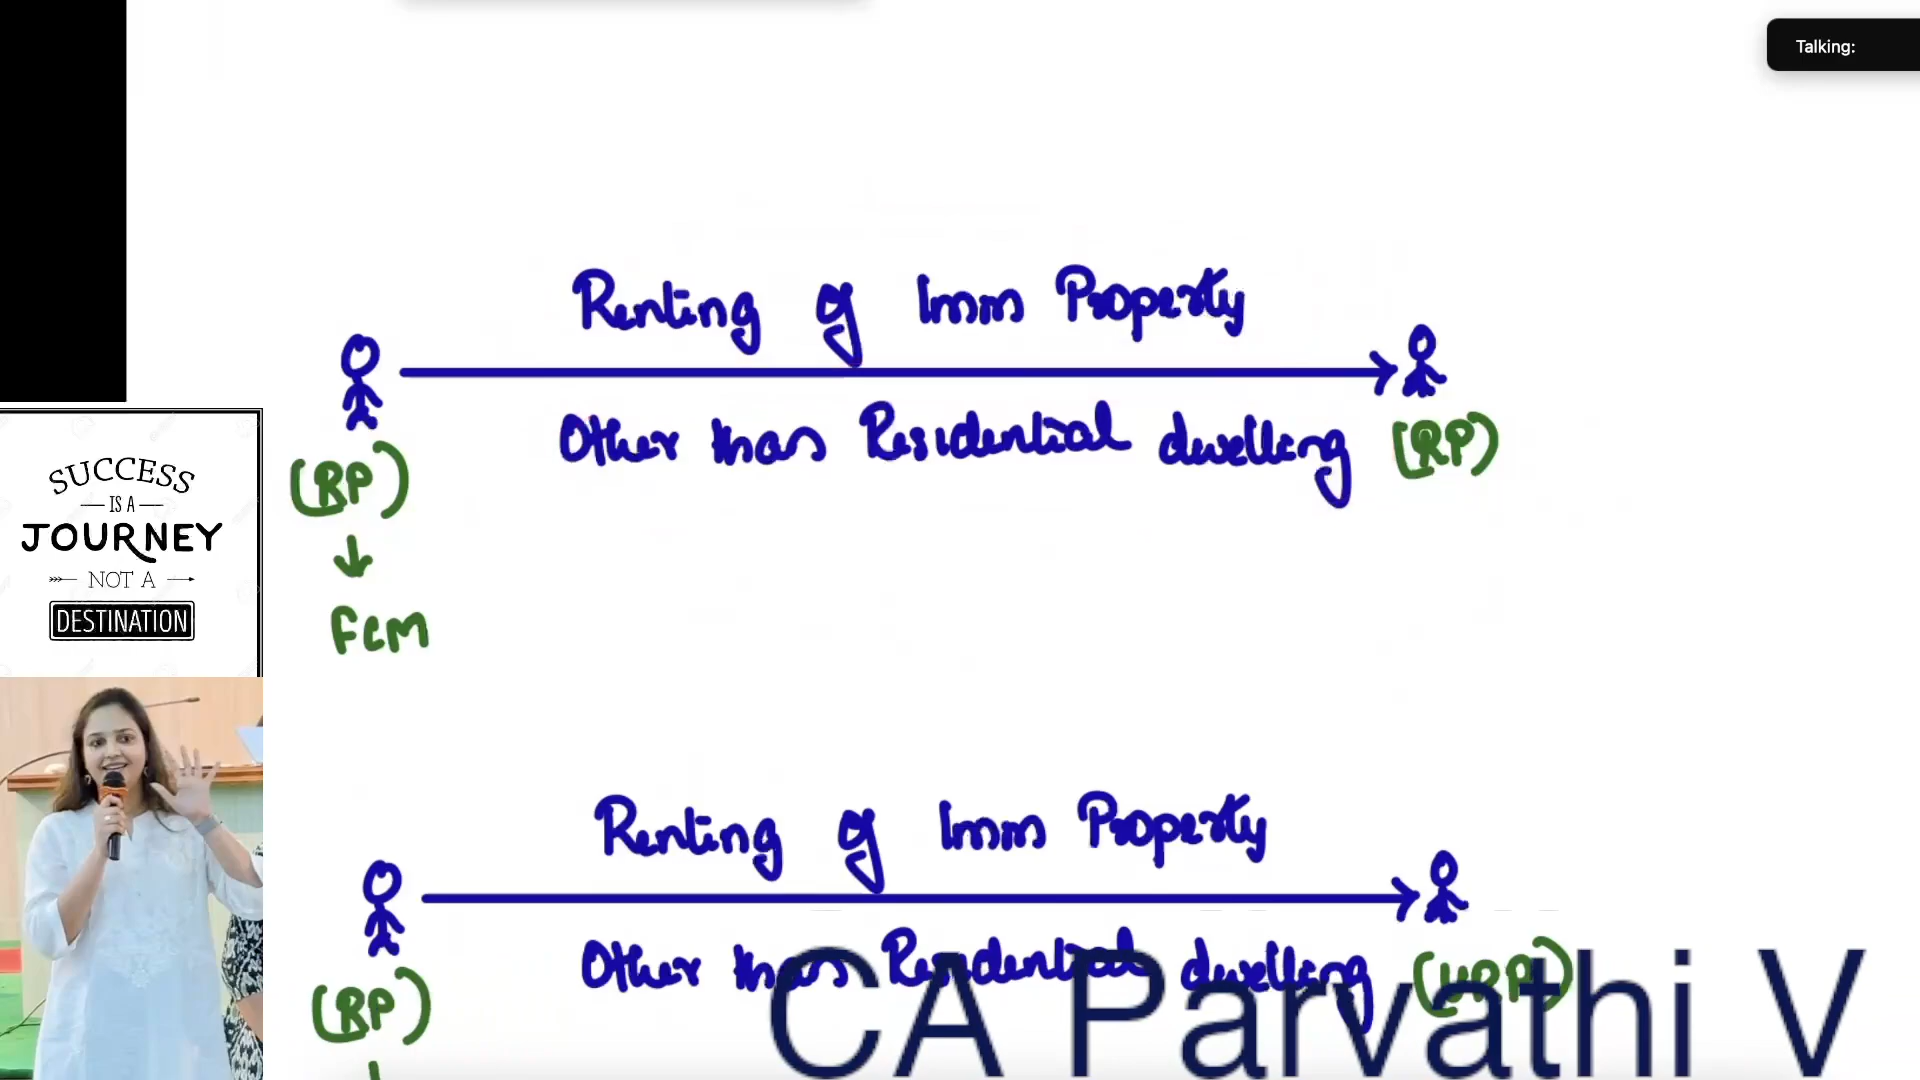 Talking:
Renting of Imm Property
Other than Residential dwelling
(RP)
(RP)
↓
FCM
SUCCESS
IS A
JOURNEY
NOT A
DESTINATION
Renting of Imm Property
Other than Residential dwelling
(RP)
(URP)
CA Parvathi V